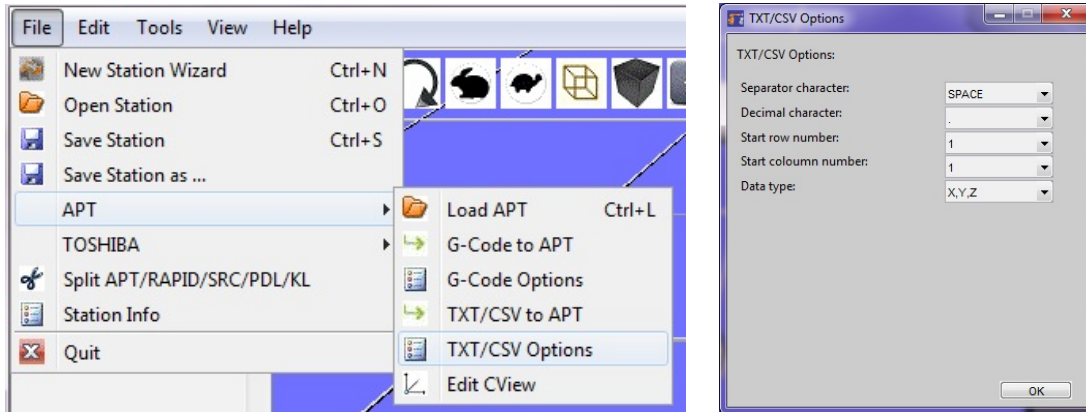 File Edit Tools View Help
New Station Wizard Ctrl+N
Open Station Ctrl+O
Save Station Ctrl+S
Save Station as ...
APT
TOSHIBA
Split APT/RAPID/SRC/PDL/KL
Station Info
Quit
Load APT Ctrl+L
G-Code to APT
G-Code Options
TXT/CSV to APT
TXT/CSV Options
Edit CView
TXT/CSV Options
TXT/CSV Options:
Separator character: SPACE
Decimal character: .
Start row number: 1
Start coloumn number: 1
Data type: X,Y,Z
OK